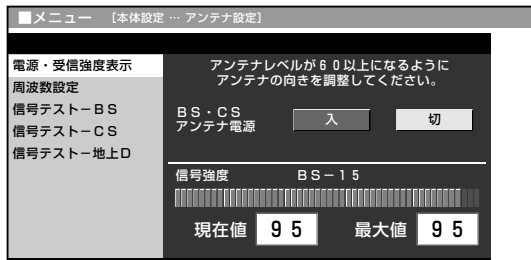 ■メニュー [本体設定 … アンテナ設定]
電源・受信強度表示
周波数設定
信号テストーBS
信号テストーCS
信号テストー地上D
アンテナレベルが60以上になるように
アンテナの向きを調整してください。
BS・CS
アンテナ電源
入
切
信号強度 BS－15
現在値 95 最大値 95